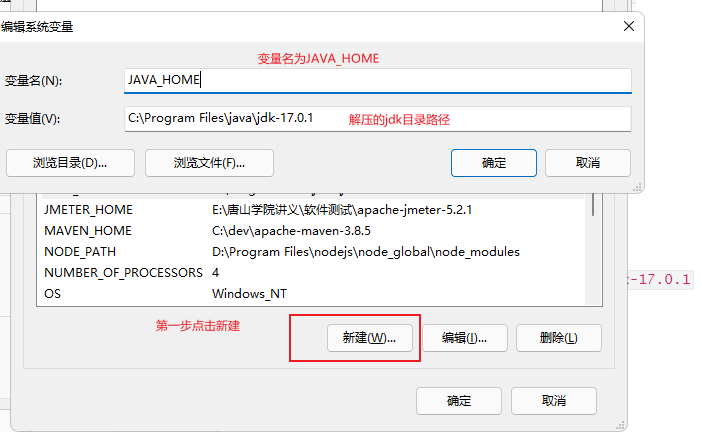 编辑系统变量
变量名为JAVA_HOME
变量名(N):
JAVA_HOME
变量值(V):
C:\Program Files\java\jdk-17.0.1
解压的jdk目录路径
浏览目录(D)...
浏览文件(F)...
确定
取消
JMETER_HOME E:\唐山学院讲义\软件测试\apache-jmeter-5.2.1
MAVEN_HOME C:\dev\apache-maven-3.8.5
NODE_PATH D:\Program Files\nodejs\node_global\node_modules
NUMBER_OF_PROCESSORS 4
OS Windows_NT
-17.0.1
第一步点击新建
新建(W)...
编辑(I)...
删除(L)
确定
取消